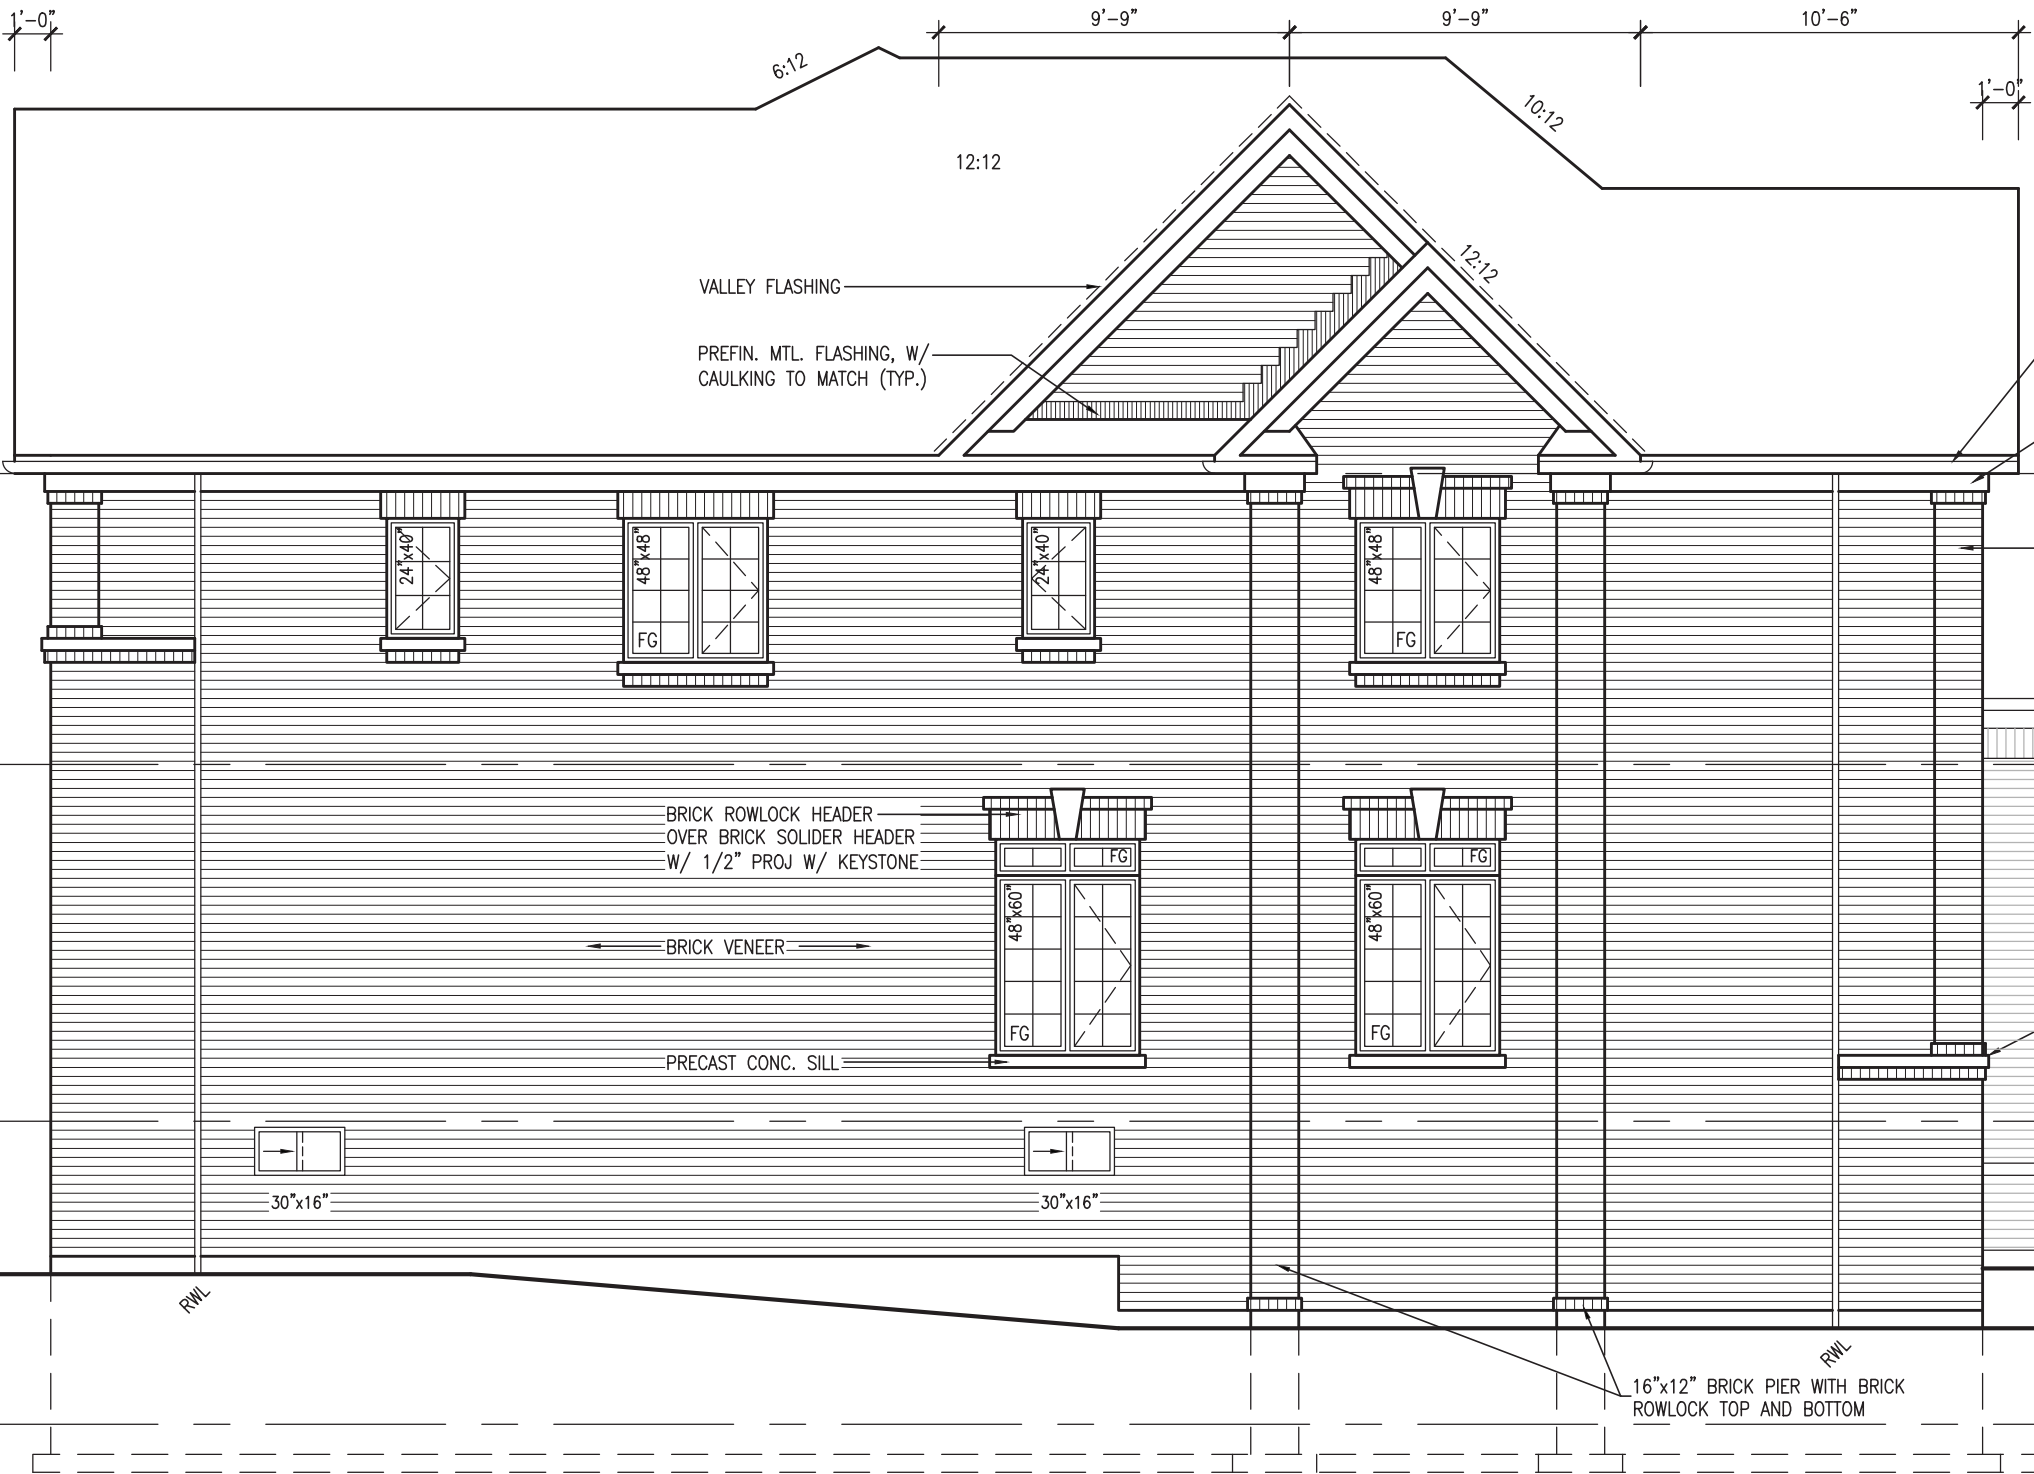 1'-0"
9'-9"
9'-9"
10'-6"
1'-0"
6:12
10:12
12:12
12:12
VALLEY FLASHING
PREFIN. MTL. FLASHING, W/
CAULKING TO MATCH (TYP.)
24"x40"
48"x48"
24"x40"
48"x48"
FG
FG
BRICK ROWLOCK HEADER
OVER BRICK SOLIDER HEADER
W/ 1/2" PROJ W/ KEYSTONE
FG
FG
48"x60"
48"x60"
BRICK VENEER
FG
FG
PRECAST CONC. SILL
30"x16"
30"x16"
RWL
RWL
16"x12" BRICK PIER WITH BRICK
ROWLOCK TOP AND BOTTOM